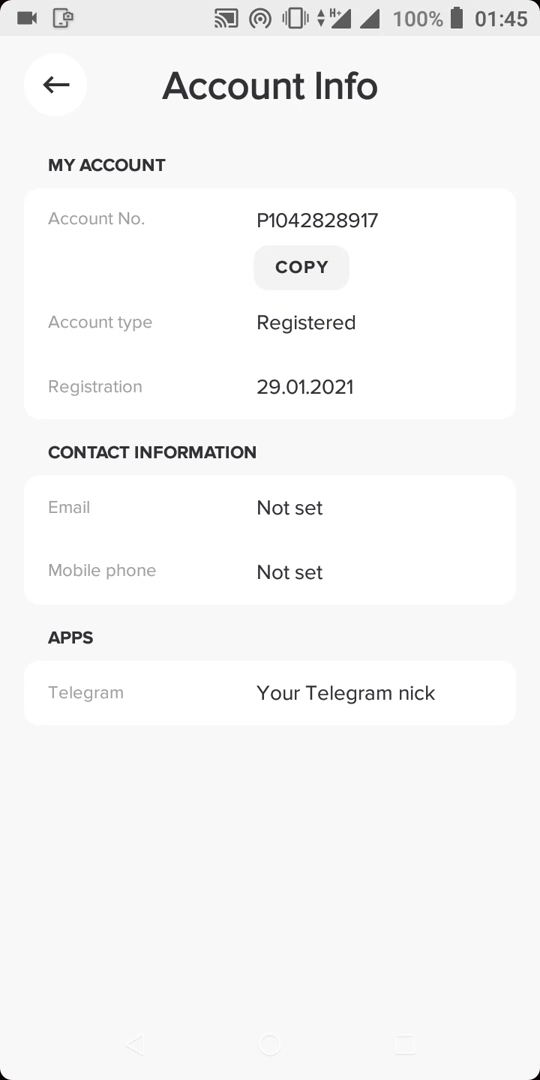 H+ 100% 01:45
Account Info
MY ACCOUNT
Account No. P1042828917
COPY
Account type Registered
Registration 29.01.2021
CONTACT INFORMATION
Email Not set
Mobile phone Not set
APPS
Telegram Your Telegram nick